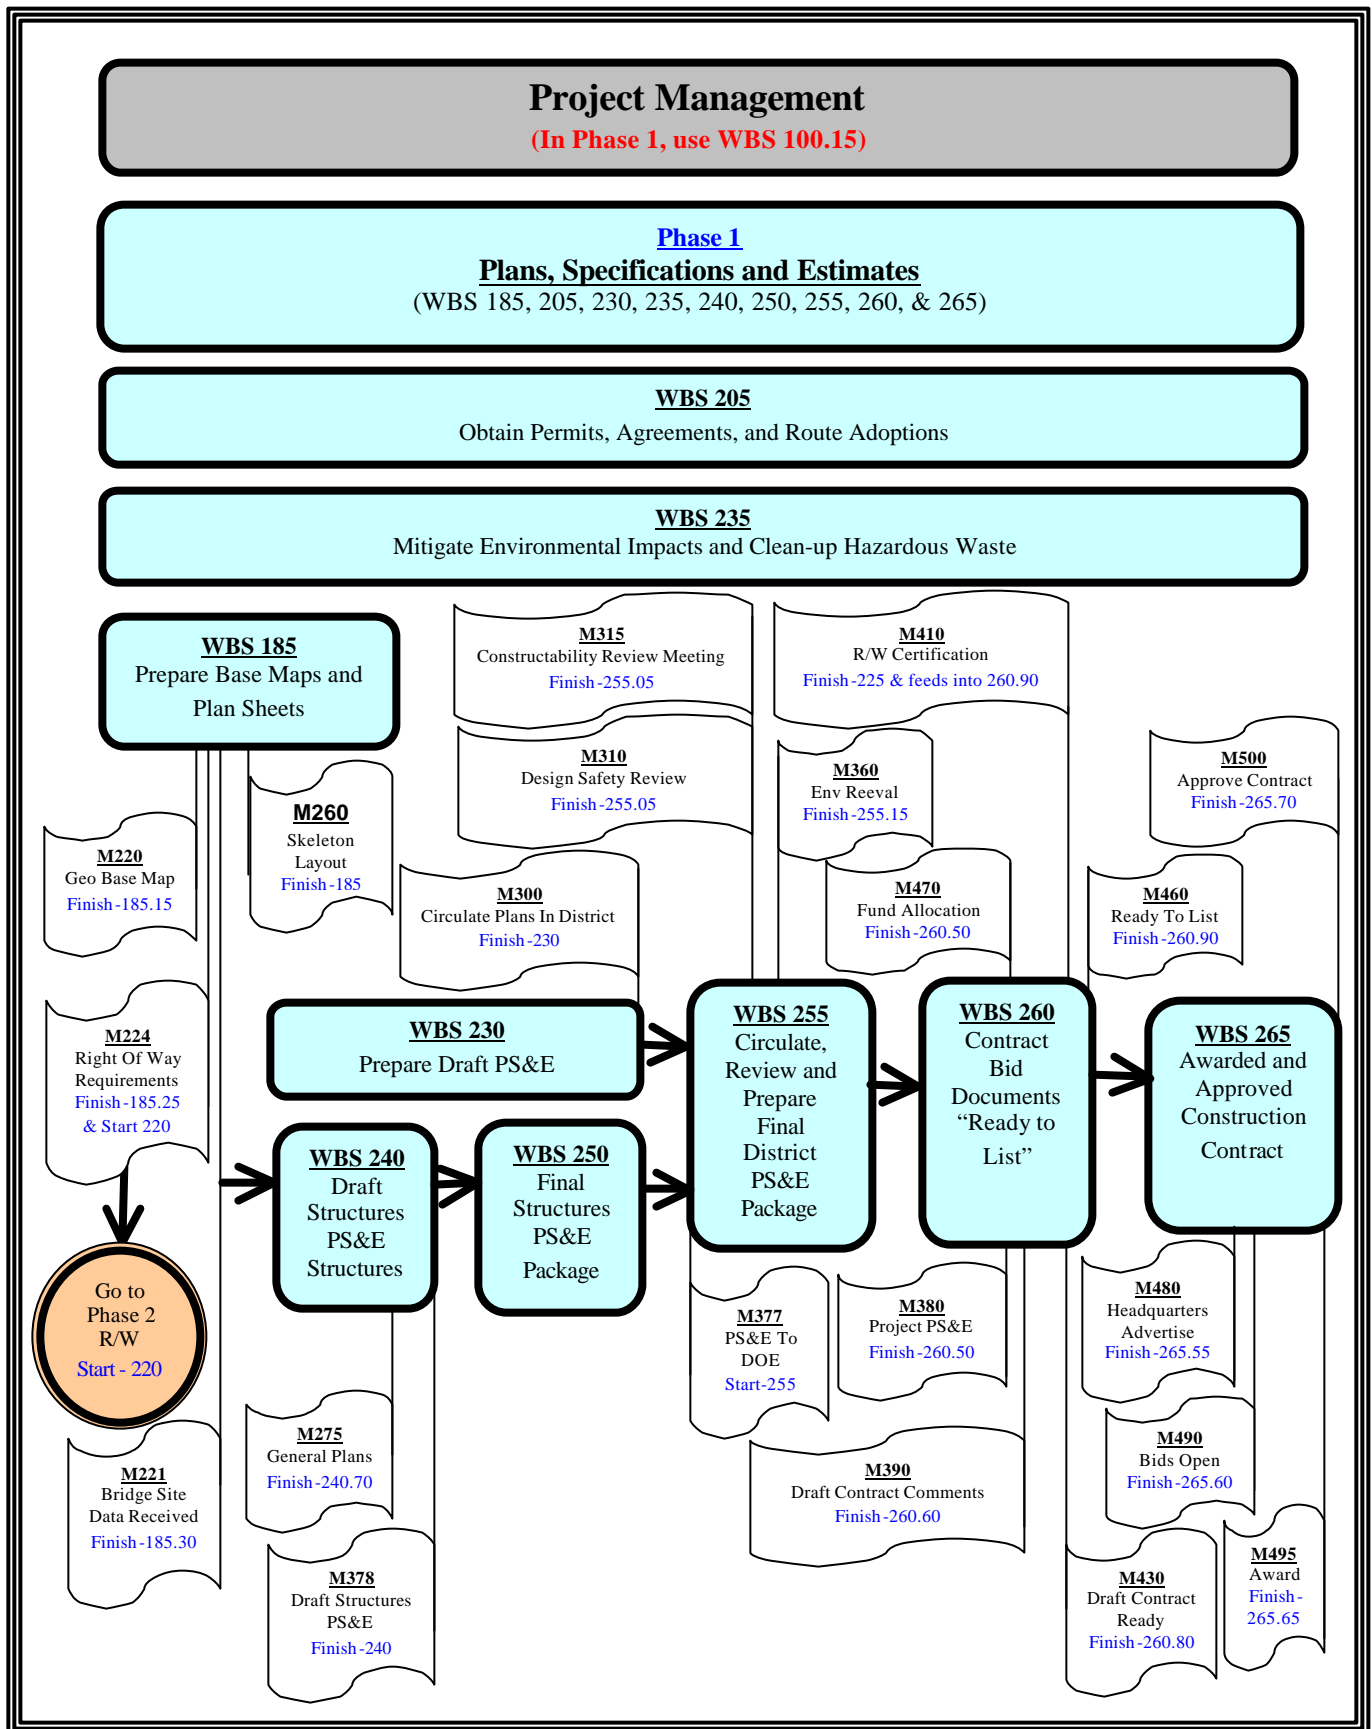 Project Management
(In Phase 1, use WBS 100.15)
Phase 1
Plans, Specifications and Estimates
(WBS 185, 205, 230, 235, 240, 250, 255, 260, & 265)
WBS 205
Obtain Permits, Agreements, and Route Adoptions
WBS 235
Mitigate Environmental Impacts and Clean-up Hazardous Waste
WBS 185
Prepare Base Maps and
Plan Sheets
M315
Constructability Review Meeting
Finish-255.05
M410
R/W Certification
Finish-225 & feeds into 260.90
M310
Design Safety Review
Finish-255.05
M360
Env Reeval
Finish-255.15
M500
Approve Contract
Finish-265.70
M260
Skeleton
Layout
Finish-185
M220
Geo Base Map
Finish-185.15
M300
Circulate Plans In District
Finish-230
M470
Fund Allocation
Finish-260.50
M460
Ready To List
Finish-260.90
M224
Right Of Way
Requirements
Finish-185.25
& Start 220
WBS 230
Prepare Draft PS&E
WBS 255
Circulate,
Review and
Prepare
Final
District
PS&E
Package
WBS 260
Contract
Bid
Documents
“Ready to
List”
WBS 265
Awarded and
Approved
Construction
Contract
WBS 240
Draft
Structures
PS&E
Structures
WBS 250
Final
Structures
PS&E
Package
Go to
Phase 2
R/W
Start - 220
M377
PS&E To
DOE
Start-255
M380
Project PS&E
Finish-260.50
M480
Headquarters
Advertise
Finish-265.55
M275
General Plans
Finish-240.70
M221
Bridge Site
Data Received
Finish-185.30
M390
Draft Contract Comments
Finish-260.60
M490
Bids Open
Finish-265.60
M378
Draft Structures
PS&E
Finish-240
M430
Draft Contract
Ready
Finish-260.80
M495
Award
Finish-
265.65